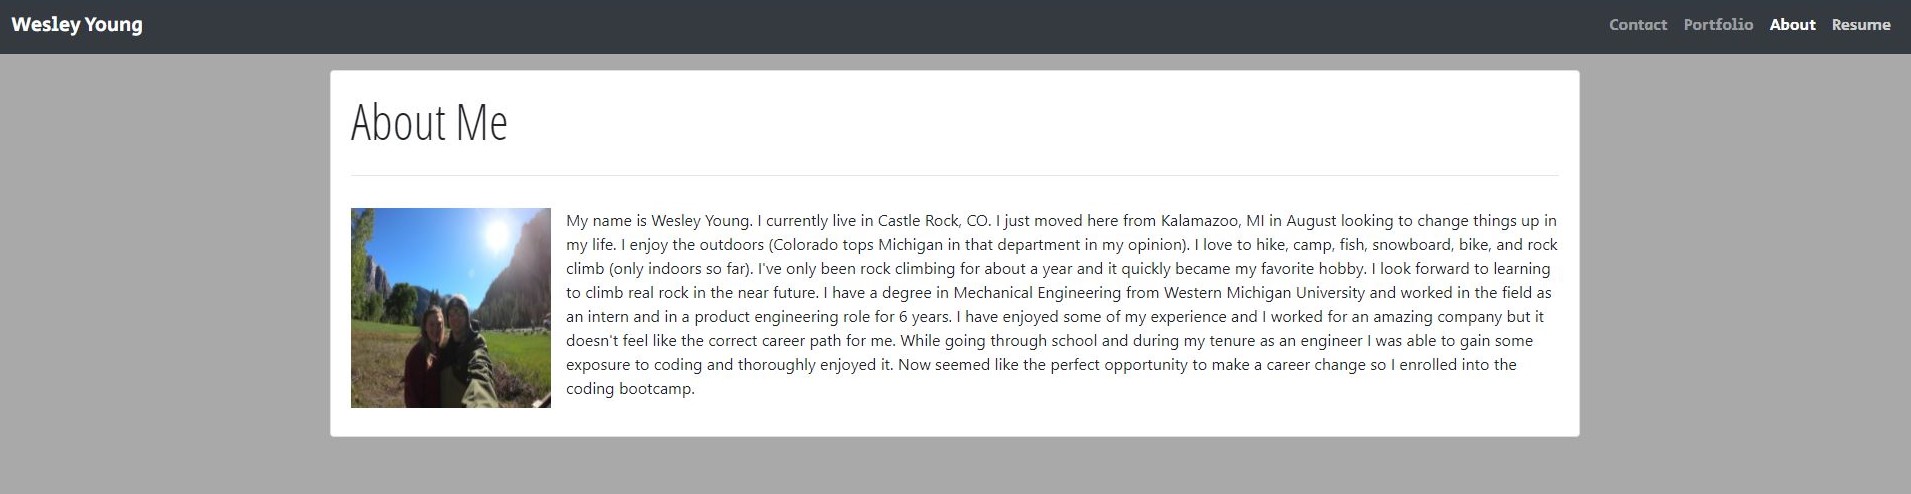 Wesley Young
Contact Portfolio About Resume
About Me
My name is Wesley Young. I currently live in Castle Rock, CO. I just moved here from Kalamazoo, MI in August looking to change things up in
my life. I enjoy the outdoors (Colorado tops Michigan in that department in my opinion). I love to hike, camp, fish, snowboard, bike, and rock
climb (only indoors so far). I've only been rock climbing for about a year and it quickly became my favorite hobby. I look forward to learning
to climb real rock in the near future. I have a degree in Mechanical Engineering from Western Michigan University and worked in the field as
an intern and in a product engineering role for 6 years. I have enjoyed some of my experience and I worked for an amazing company but it
doesn't feel like the correct career path for me. While going through school and during my tenure as an engineer I was able to gain some
exposure to coding and thoroughly enjoyed it. Now seemed like the perfect opportunity to make a career change so I enrolled into the
coding bootcamp.